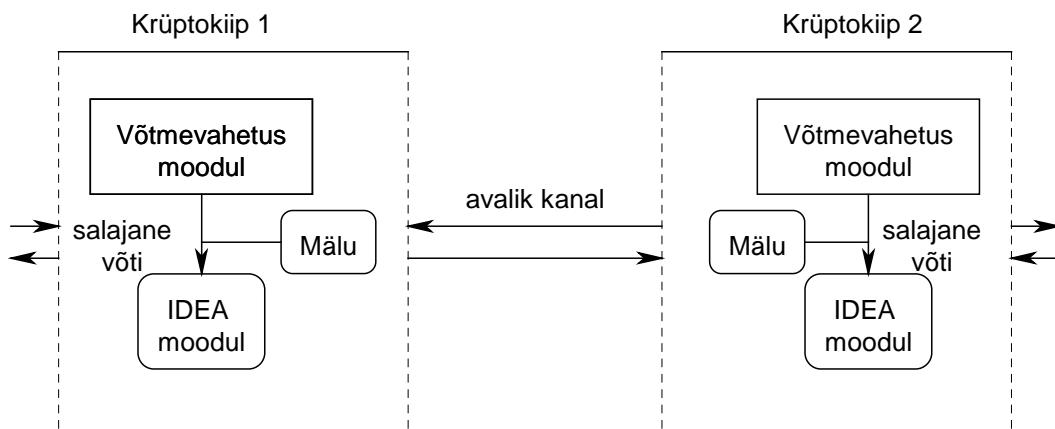 Krüptokiip 1
Krüptokiip 2
Võtmevahetus
moodul
Võtmevahetus
moodul
avalik kanal
salajane
võti
Mälu
Mälu
salajane
võti
IDEA
moodul
IDEA
moodul